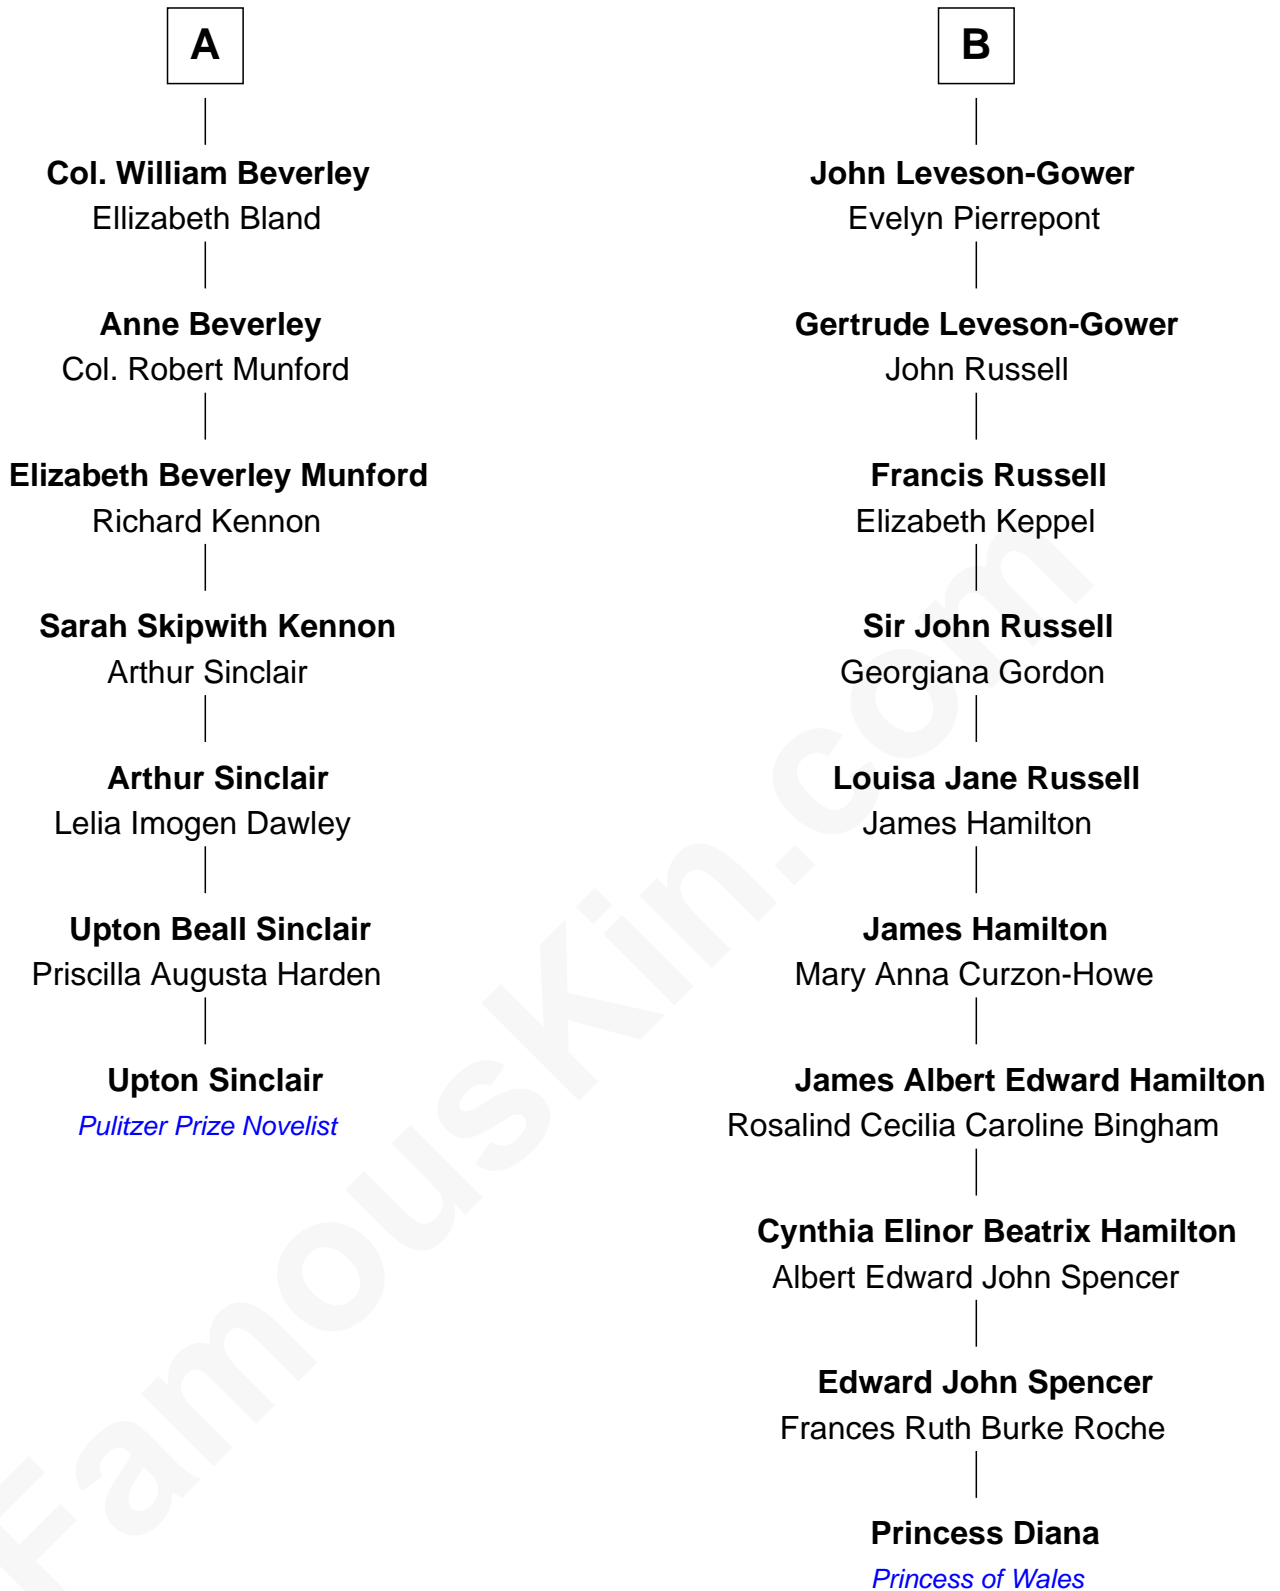 A
Col. William Beverley
Ellizabeth Bland
Anne Beverley
Col. Robert Munford
Elizabeth Beverley Munford
Richard Kennon
Sarah Skipwith Kennon
Arthur Sinclair
Arthur Sinclair
Lelia Imogen Dawley
Upton Beall Sinclair
Priscilla Augusta Harden
Upton Sinclair
Pulitzer Prize Novelist
B
John Leveson-Gower
Evelyn Pierrepont
Gertrude Leveson-Gower
John Russell
Francis Russell
Elizabeth Keppel
Sir John Russell
Georgiana Gordon
Louisa Jane Russell
James Hamilton
James Hamilton
Mary Anna Curzon-Howe
James Albert Edward Hamilton
Rosalind Cecilia Caroline Bingham
Cynthia Elinor Beatrix Hamilton
Albert Edward John Spencer
Edward John Spencer
Frances Ruth Burke Roche
Princess Diana
Princess of Wales
FamousKin.com